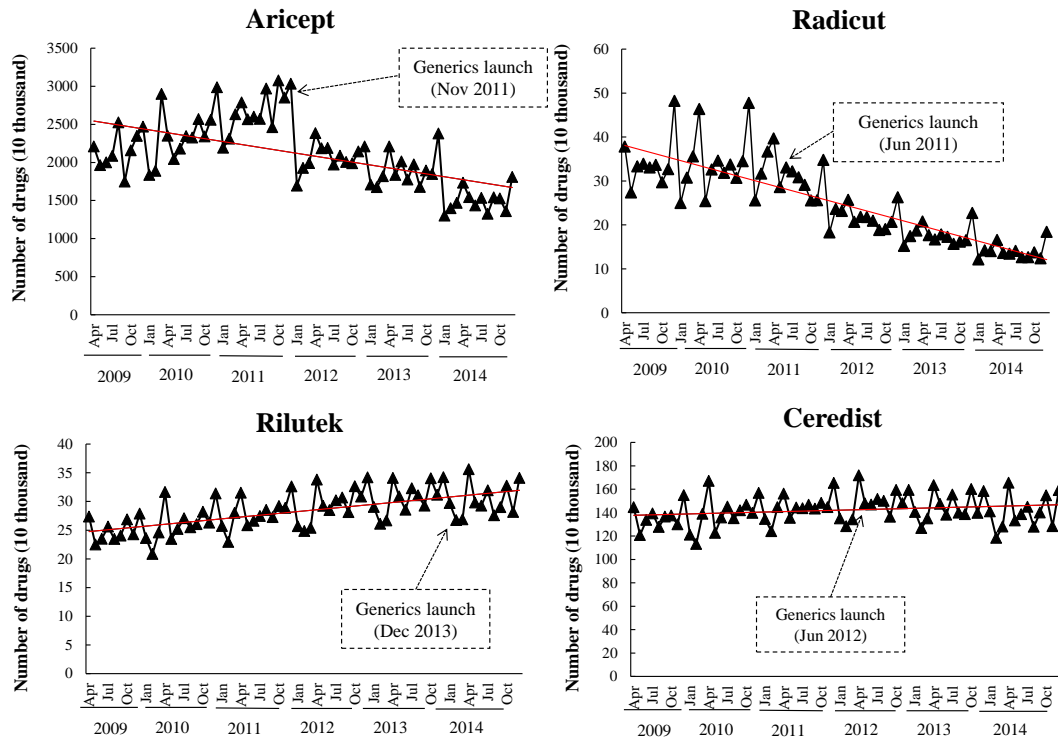 Aricept
Number of drugs (10 thousand)
3500
3000
2500
2000
1500
1000
500
0
Generics launch
(Nov 2011)
Apr Jul Oct Jan Apr Jul Oct Jan Apr Jul Oct Jan Apr Jul Oct Jan Apr Jul Oct Jan Apr Jul Oct
2009 2010 2011 2012 2013 2014
Radicut
Number of drugs (10 thousand)
60
50
40
30
20
10
0
Generics launch
(Jun 2011)
Apr Jul Oct Jan Apr Jul Oct Jan Apr Jul Oct Jan Apr Jul Oct Jan Apr Jul Oct Jan Apr Jul Oct
2009 2010 2011 2012 2013 2014
Rilutek
Number of drugs (10 thousand)
40
35
30
25
20
15
10
5
0
Generics launch
(Dec 2013)
Apr Jul Oct Jan Apr Jul Oct Jan Apr Jul Oct Jan Apr Jul Oct Jan Apr Jul Oct Jan Apr Jul Oct
2009 2010 2011 2012 2013 2014
Ceredist
Number of drugs (10 thousand)
200
180
160
140
120
100
80
60
40
20
0
Generics launch
(Jun 2012)
Apr Jul Oct Jan Apr Jul Oct Jan Apr Jul Oct Jan Apr Jul Oct Jan Apr Jul Oct Jan Apr Jul Oct
2009 2010 2011 2012 2013 2014